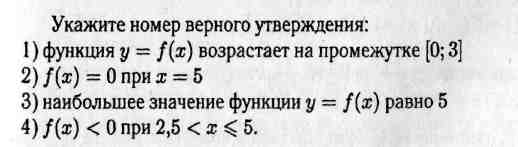 Укажите номер верного утверждения:
1) функция y = f(x) возрастает на промежутке [0; 3]
2) f(x) = 0 при x = 5
3) наибольшее значение функции y = f(x) равно 5
4) f(x) < 0 при 2,5 < x ⩽ 5.